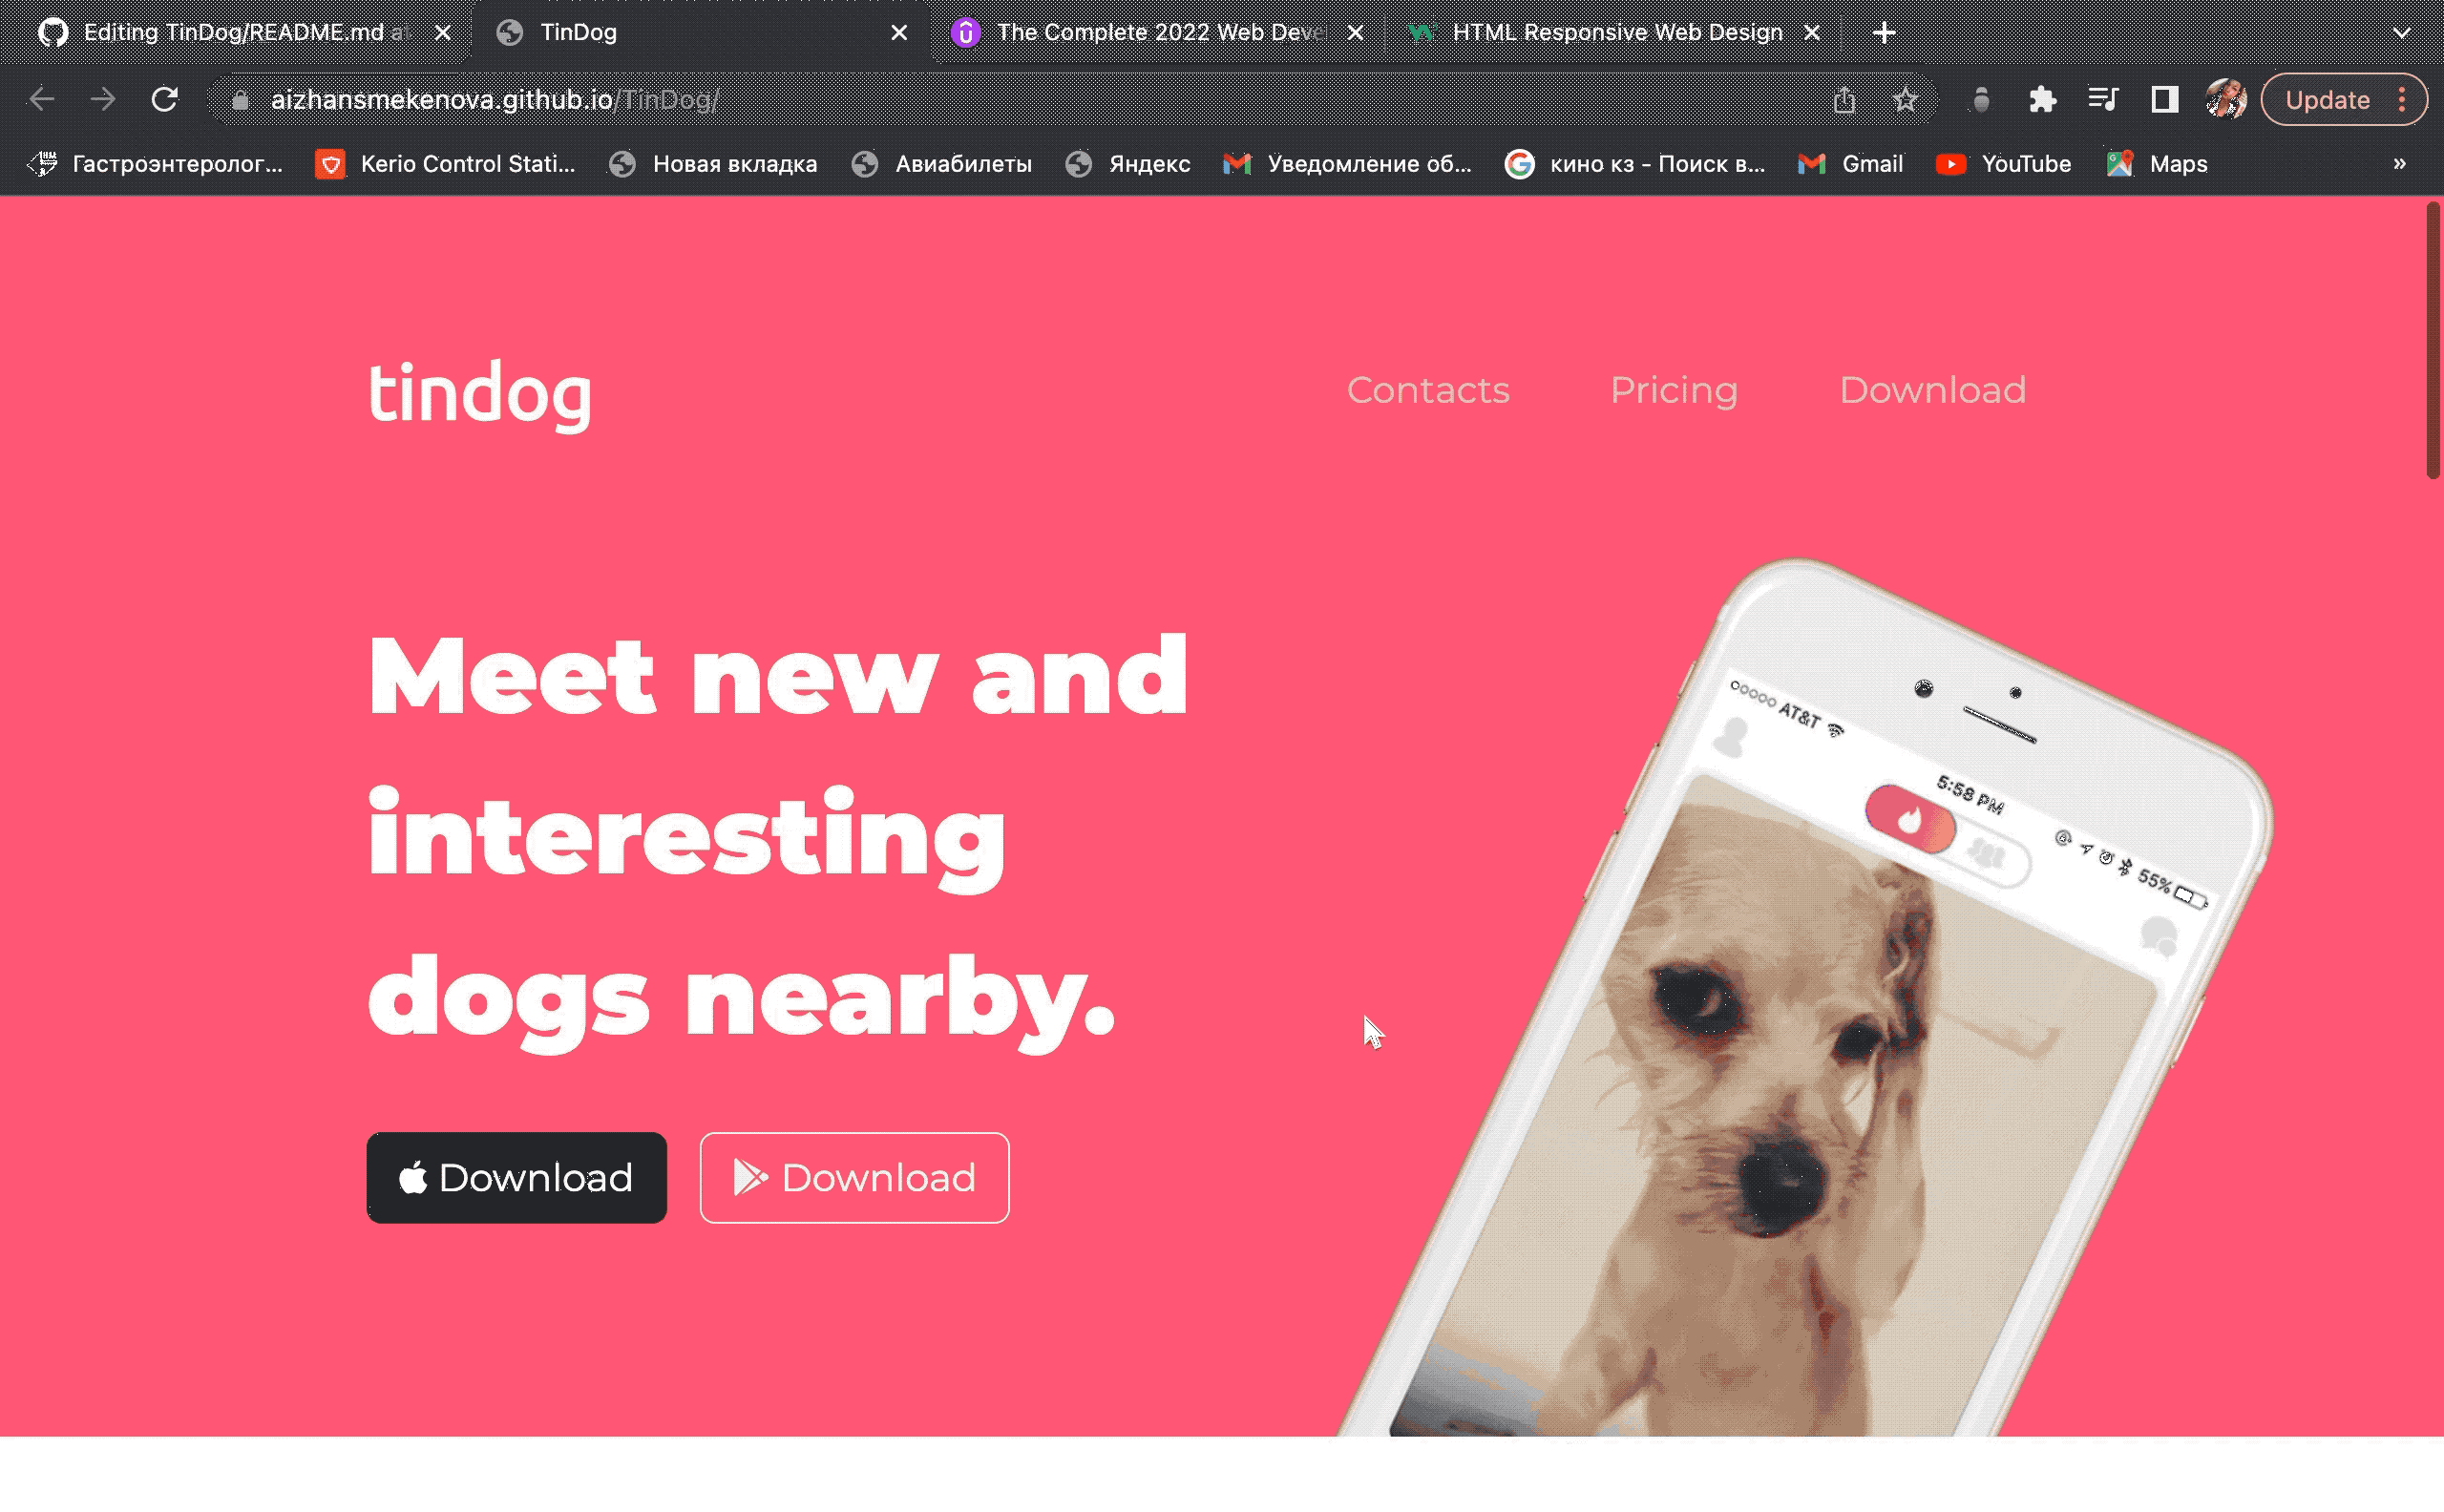 Editing TinDog/README.md at
TinDog
The Complete 2022 Web Deve
HTML Responsive Web Design
aizhansmekenova.github.io/TinDog/
Update
Гастроэнтеролог...
Kerio Control Stati...
Новая вкладка
Авиабилеты
Яндекс
Уведомление об...
кино кз - Поиск в...
Gmail
YouTube
Maps
»
tindog
Contacts
Pricing
Download
Meet new and
interesting
dogs nearby.
Download
Download
AT&T
5:58 PM
55%